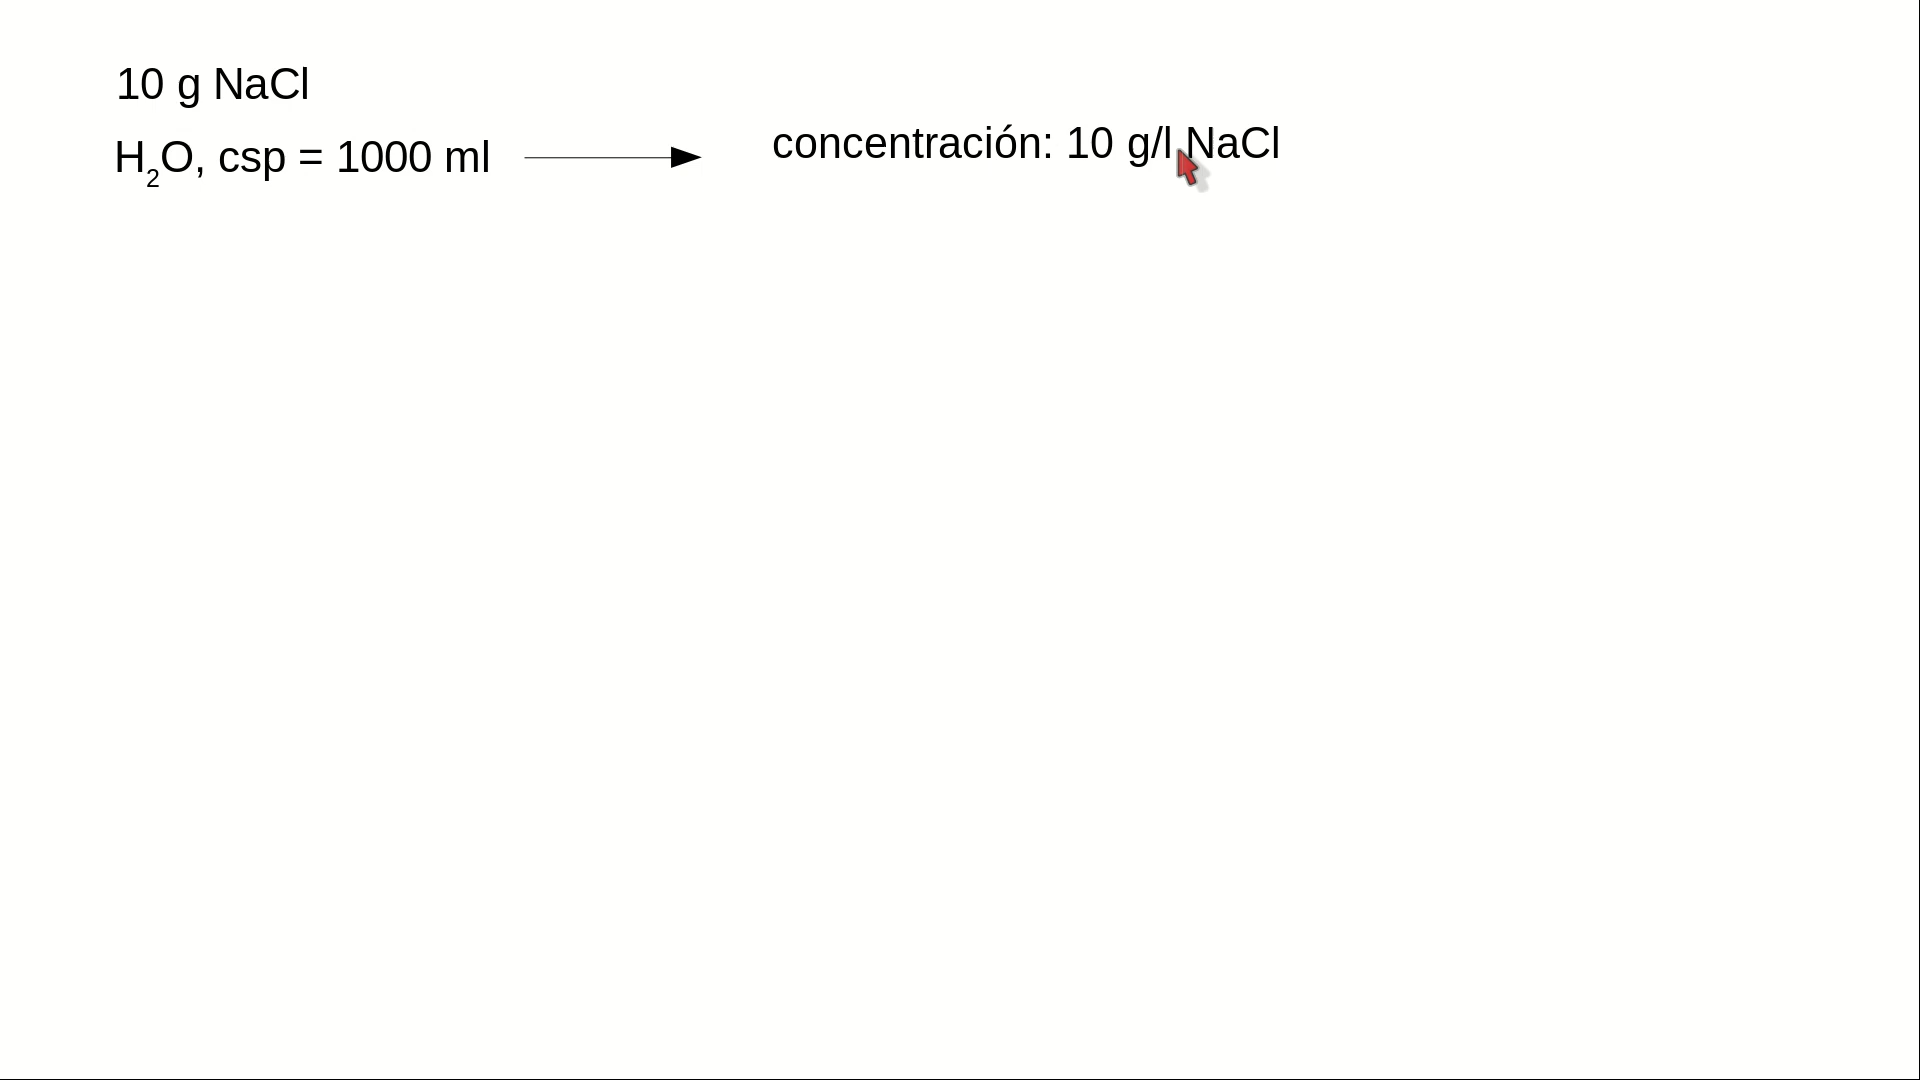 10 g NaCl
H₂O, csp = 1000 ml
concentración: 10 g/l NaCl